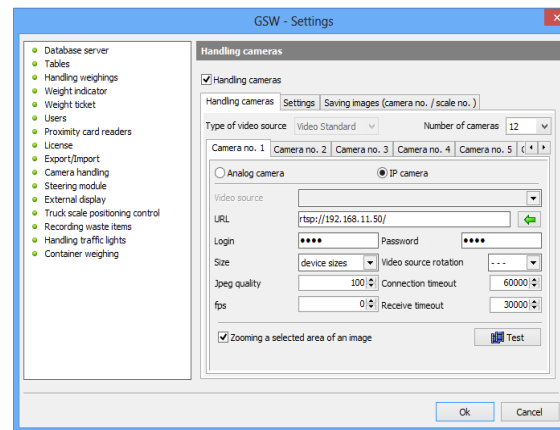 GSW - Settings
Database server
Tables
Handling weighings
Weight indicator
Weight ticket
Users
Proximity card readers
License
Export/Import
Camera handling
Steering module
External display
Truck scale positioning control
Recording waste items
Handling traffic lights
Container weighing
Handling cameras
Handling cameras
Handling cameras Settings Saving images (camera no. / scale no. )
Type of video source Video Standard Number of cameras 12
Camera no. 1 Camera no. 2 Camera no. 3 Camera no. 4 Camera no. 5
Analog camera IP camera
Video source
URL rtsp://192.168.11.50/
Login •••• Password ••••
Size device sizes Video source rotation - - -
Jpeg quality 100 Connection timeout 60000
fps 0 Receive timeout 30000
Zooming a selected area of an image Test
Ok Cancel